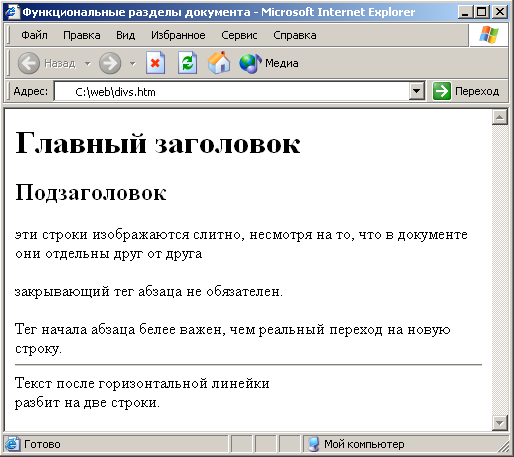 Функциональные разделы документа - Microsoft Internet Explorer
Файл Правка Вид Избранное Сервис Справка
Назад Медиа
Адрес: C:\web\divs.htm Переход
Главный заголовок
Подзаголовок
эти строки изображаются слитно, несмотря на то, что в документе
они отдельны друг от друга
закрывающий тег абзаца не обязателен.
Тег начала абзаца белее важен, чем реальный переход на новую
строку.
Текст после горизонтальной линейки
разбит на две строки.
Готово Мой компьютер